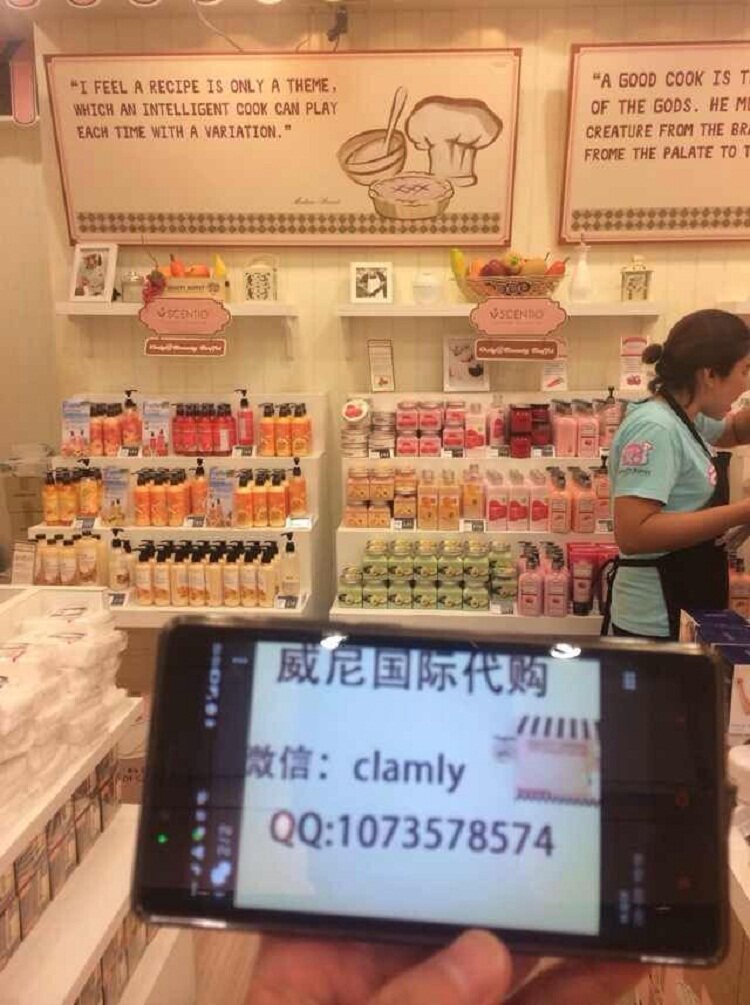 "I FEEL A RECIPE IS ONLY A THEME,
WHICH AN INTELLIGENT COOK CAN PLAY
EACH TIME WITH A VARIATION."
"A GOOD COOK IS
OF THE GODS. HE
CREATURE FROM THE
FROME THE PALATE TO
SCENTIO
SCENTIO
威尼国际代购
微信：clamly
QQ:1073578574
2/2